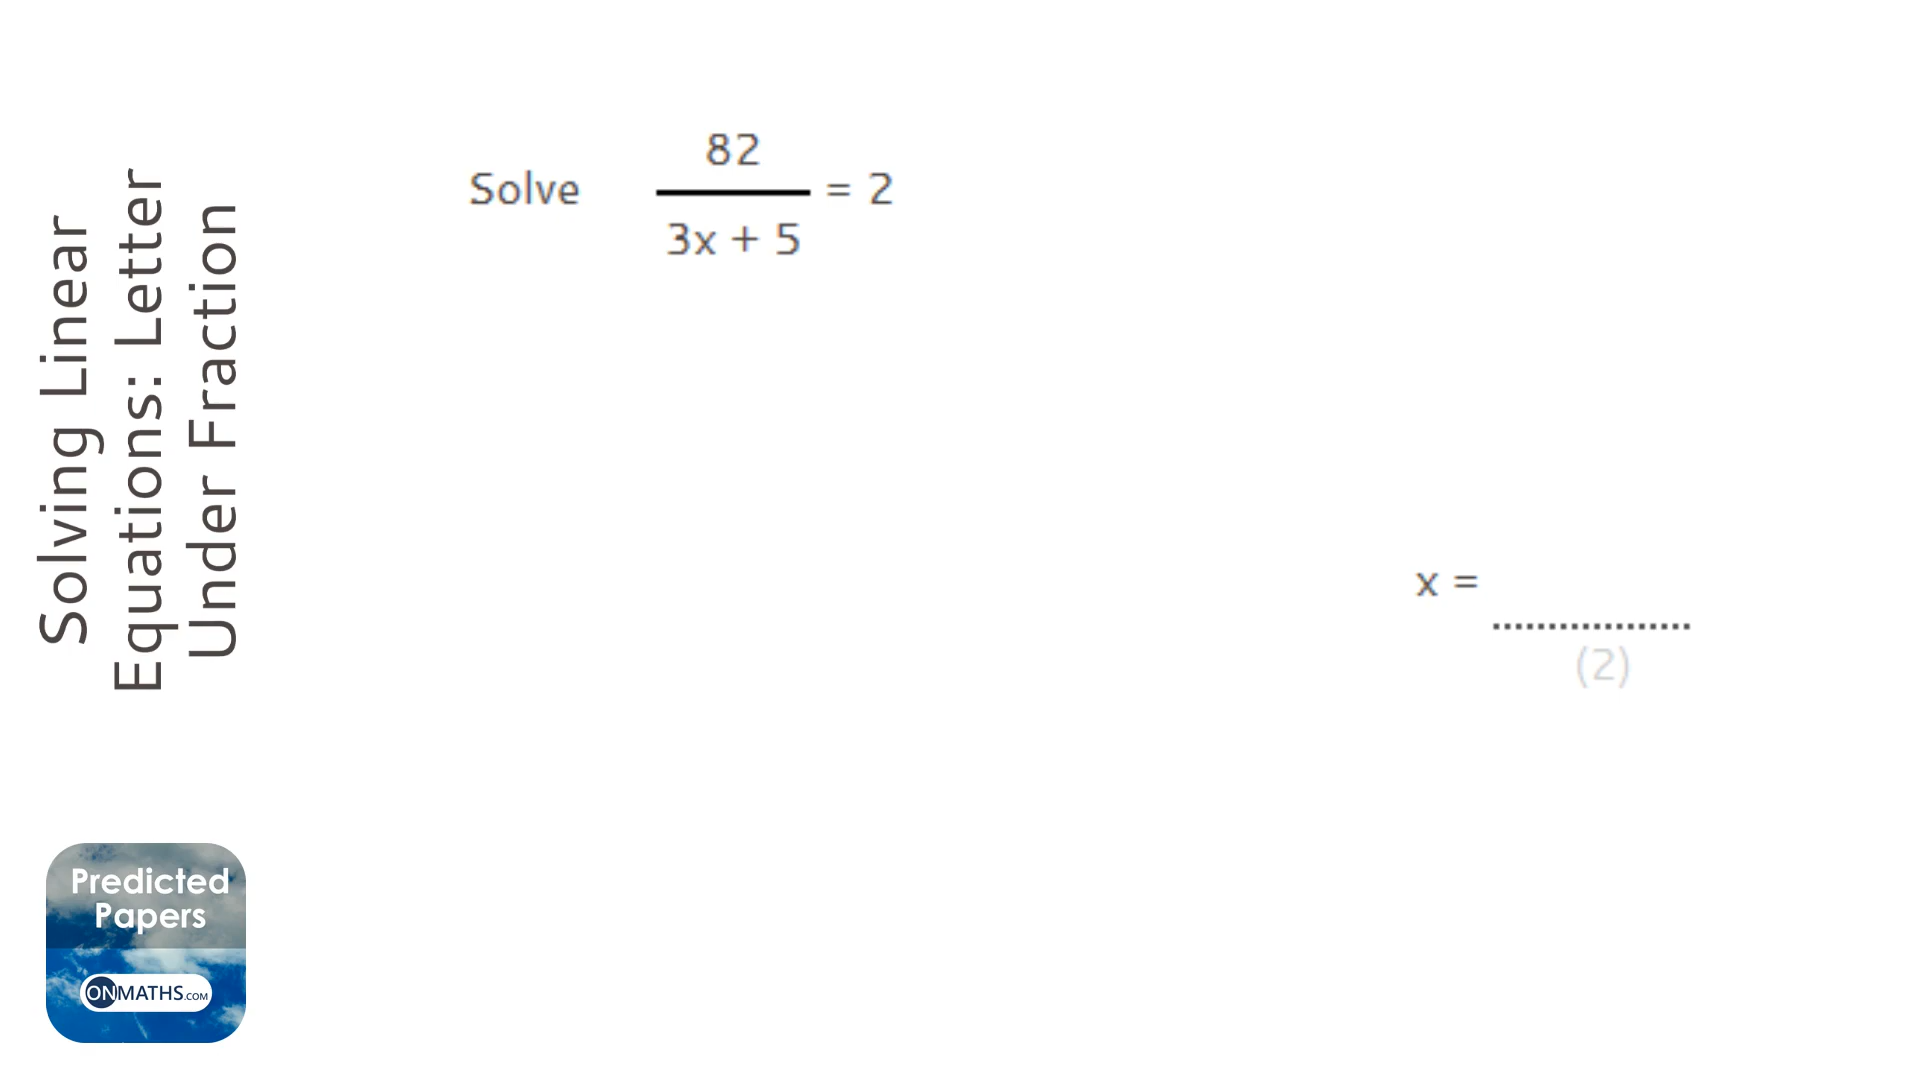 Solving Linear
Equations: Letter
Under Fraction
82
Solve = 2
3x + 5
x =
(2)
Predicted
Papers
ONMATHS.COM